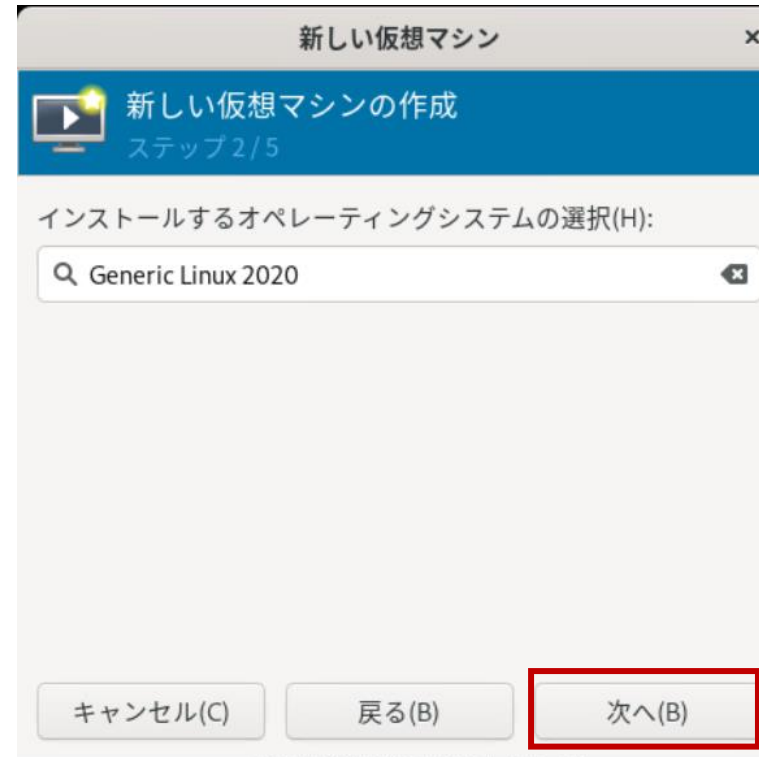 新しい仮想マシン
新しい仮想マシンの作成
ステップ 2 / 5
インストールするオペレーティングシステムの選択(H):
Generic Linux 2020
キャンセル(C) 戻る(B) 次へ(B)